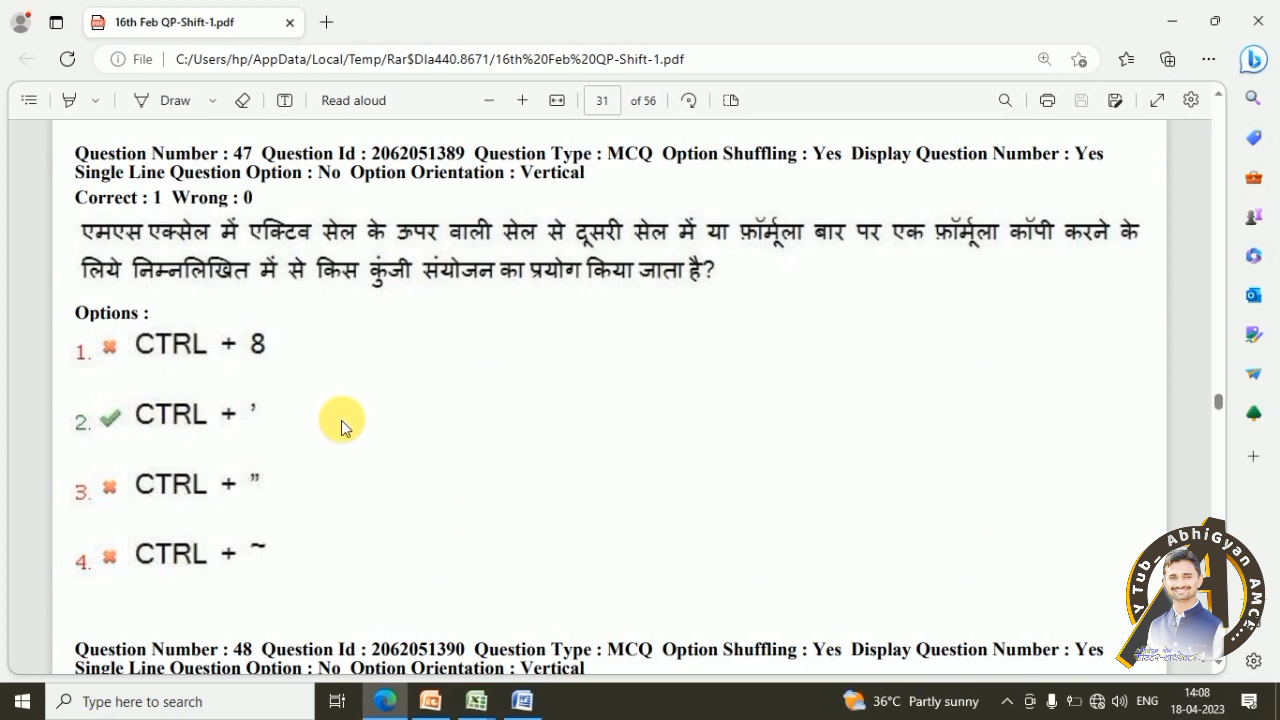 16th Feb QP-Shift-1.pdf
File C:/Users/hp/AppData/Local/Temp/Rar$DIa440.8671/16th%20Feb%20QP-Shift-1.pdf
Draw Read aloud 31 of 56
Question Number : 47 Question Id : 2062051389 Question Type : MCQ Option Shuffling : Yes Display Question Number : Yes
Single Line Question Option : No Option Orientation : Vertical
Correct : 1 Wrong : 0
एमएस एक्सेल में एक्टिव सेल के ऊपर वाली सेल से दूसरी सेल में या फ़ॉर्मूला बार पर एक फ़ॉर्मूला कॉपी करने के
लिये निम्नलिखित में से किस कुंजी संयोजन का प्रयोग किया जाता है?
Options :
1. CTRL + 8
2. CTRL + ’
3. CTRL + ”
4. CTRL + ~
Question Number : 48 Question Id : 2062051390 Question Type : MCQ Option Shuffling : Yes Display Question Number : Yes
Single Line Question Option : No Option Orientation : Vertical
Y Tub_ AbhiGyan AMC...
Type here to search
36°C Partly sunny
ENG
14:08
18-04-2023